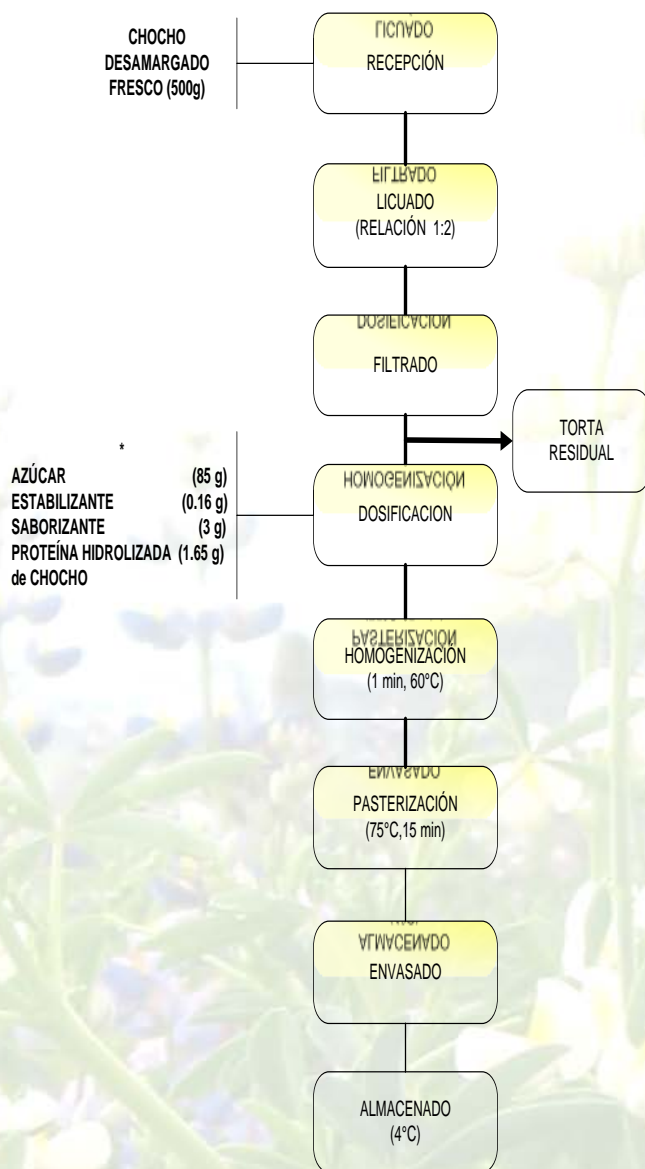 CHOCHO
DESAMARGADO
FRESCO (500g)
LICUADO
RECEPCIÓN
FILTRADO
LICUADO
(RELACIÓN 1:2)
DOSIFICACION
FILTRADO
TORTA
RESIDUAL
*
AZÚCAR (85 g)
ESTABILIZANTE (0.16 g)
SABORIZANTE (3 g)
PROTEÍNA HIDROLIZADA (1.65 g)
de CHOCHO
HOMOGENIZACIÓN
DOSIFICACION
PASTERIZACIÓN
HOMOGENIZACIÓN
(1 min, 60°C)
ENVASADO
PASTERIZACIÓN
(75°C,15 min)
ALMACENADO
ENVASADO
ALMACENADO
(4°C)